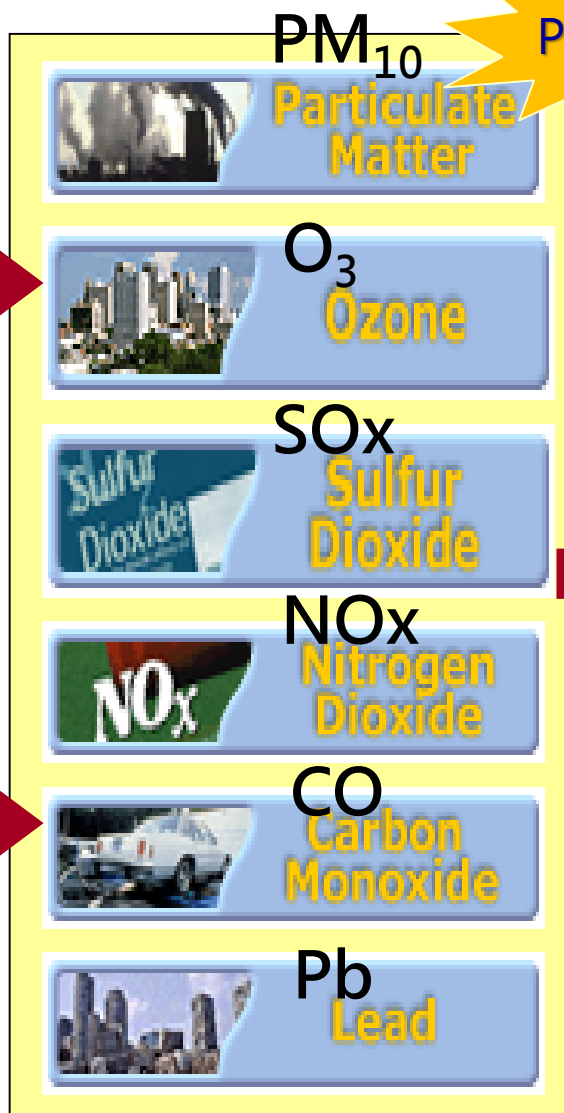 PM₁₀
P
Particulate
Matter
O₃
Ozone
SOx
Sulfur
Dioxide
Sulfur
Dioxide
NOx
Nitrogen
Dioxide
NOx
CO
Carbon
Monoxide
Pb
Lead